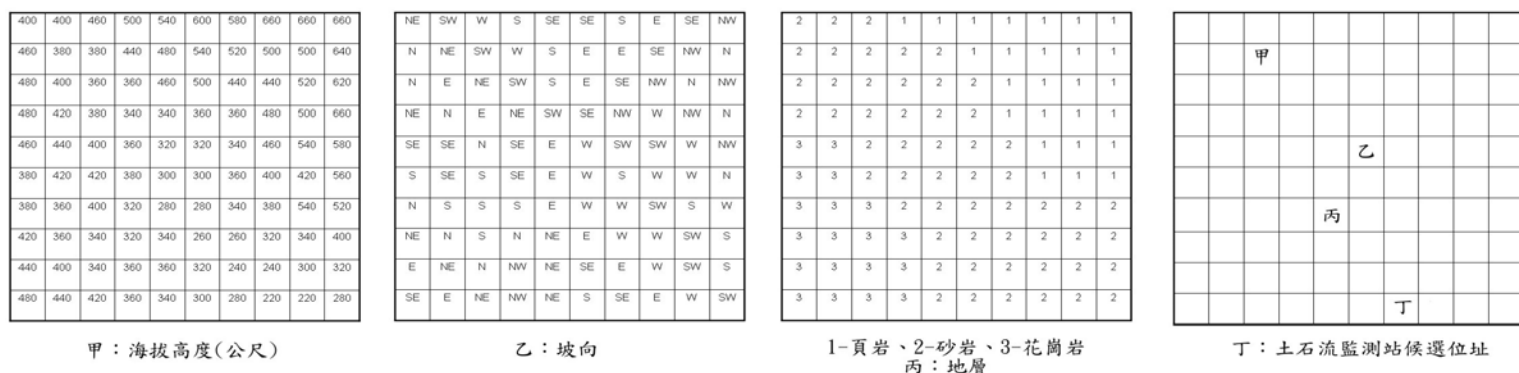 400 400 460 500 540 600 580 660 660 660
460 380 380 440 480 540 520 500 500 640
480 400 360 360 460 500 440 440 520 620
480 420 380 340 340 360 360 480 500 660
460 440 400 360 320 320 340 460 540 580
380 420 420 380 300 300 360 400 420 560
380 360 400 320 280 280 340 380 540 520
420 360 340 320 340 260 260 320 340 400
440 400 340 360 360 320 240 240 300 320
480 440 420 360 340 300 280 220 220 280
甲：海拔高度(公尺)
NE SW W S SE SE S E SE NW
N NE SW W S E E SE NW N
N E NE SW S E SE NW N NW
NE N E NE SW SE NW W NW N
SE SE N SE E W SW SW W NW
S SE S SE E W S W W N
N S S S E W W SW S W
NE N S N NE E W W SW S
E NE N NW NE SE E W SW S
SE E NE NW NE S SE E W SW
乙：坡向
2 2 2 1 1 1 1 1 1 1
2 2 2 2 2 1 1 1 1 1
2 2 2 2 2 2 1 1 1 1
2 2 2 2 2 2 1 1 1 1
3 3 2 2 2 2 2 1 1 1
3 3 2 2 2 2 2 1 1 1
3 3 3 2 2 2 2 2 2 2
3 3 3 3 2 2 2 2 2 2
3 3 3 3 2 2 2 2 2 2
3 3 3 3 2 2 2 2 2 2
1-頁岩、2-砂岩、3-花崗岩
丙：地層
甲
乙
丙
丁
丁：土石流監測站候選位址